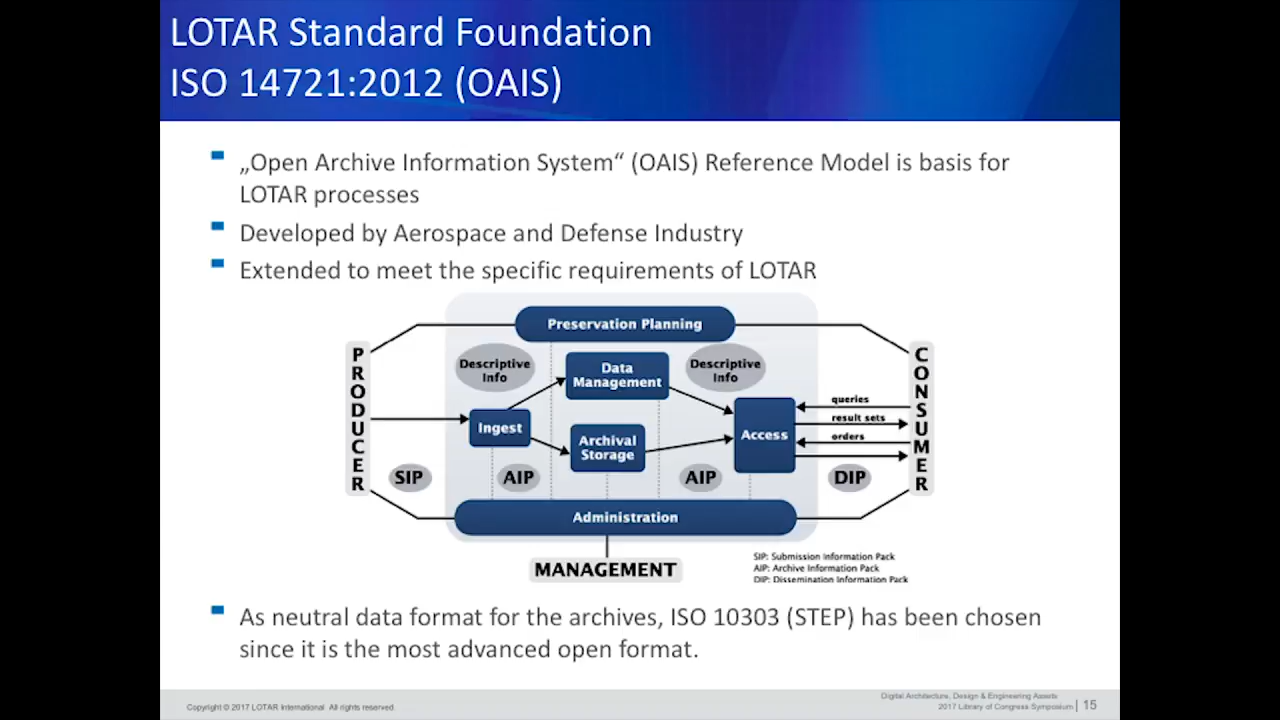 LOTAR Standard Foundation
ISO 14721:2012 (OAIS)
„Open Archive Information System“ (OAIS) Reference Model is basis for
LOTAR processes
Developed by Aerospace and Defense Industry
Extended to meet the specific requirements of LOTAR
Preservation Planning
PRODUCER
Descriptive
Info
Data
Management
Descriptive
Info
CONSUMER
queries
result sets
orders
Ingest
Archival
Storage
Access
SIP
AIP
AIP
DIP
Administration
MANAGEMENT
SIP: Submission Information Pack
AIP: Archive Information Pack
DIP: Dissemination Information Pack
As neutral data format for the archives, ISO 10303 (STEP) has been chosen
since it is the most advanced open format.
Digital Architecture, Design & Engineering Assets
2017 Library of Congress Symposium | 15
Copyright © 2017 LOTAR International All rights reserved.